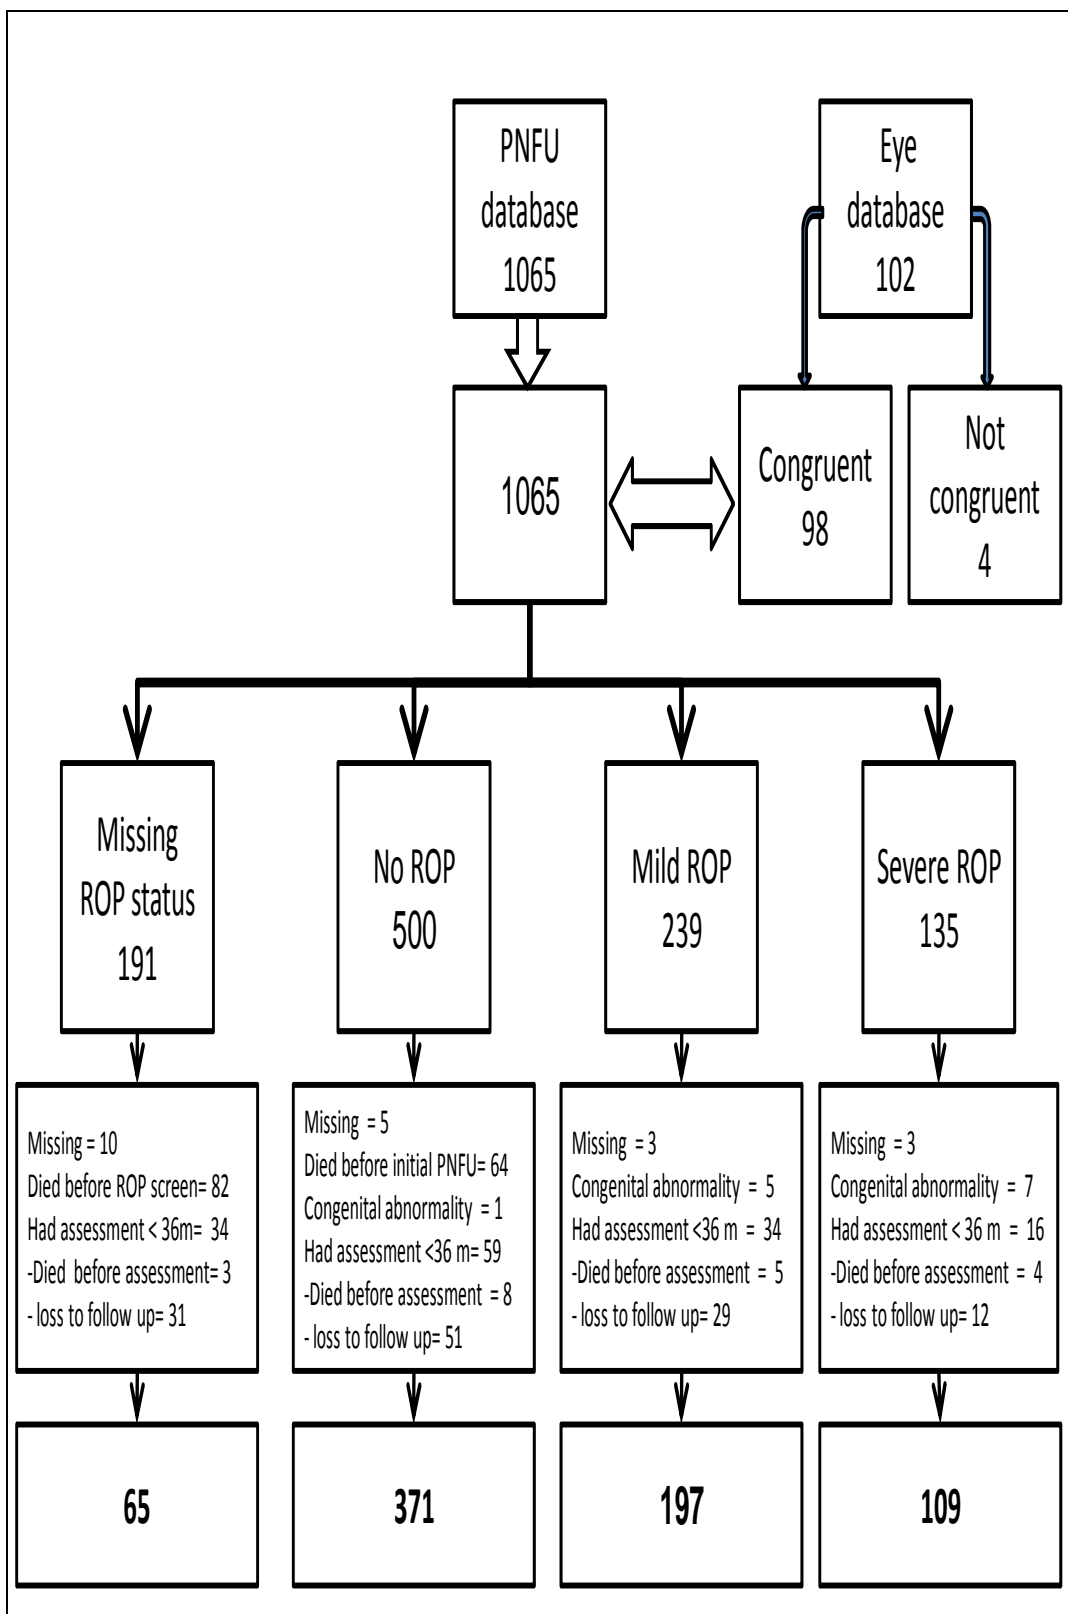 PNFU
database
1065
Eye
database
102
1065
Congruent
98
Not
congruent
4
Missing
ROP status
191
No ROP
500
Mild ROP
239
Severe ROP
135
Missing = 10
Died before ROP screen= 82
Had assessment < 36m= 34
-Died before assessment= 3
- loss to follow up= 31
Missing = 5
Died before initial PNFU= 64
Congenital abnormality = 1
Had assessment <36 m= 59
-Died before assessment = 8
- loss to follow up= 51
Missing = 3
Congenital abnormality = 5
Had assessment <36 m = 34
-Died before assessment = 5
- loss to follow up= 29
Missing = 3
Congenital abnormality = 7
Had assessment < 36 m = 16
-Died before assessment = 4
- loss to follow up= 12
65
371
197
109